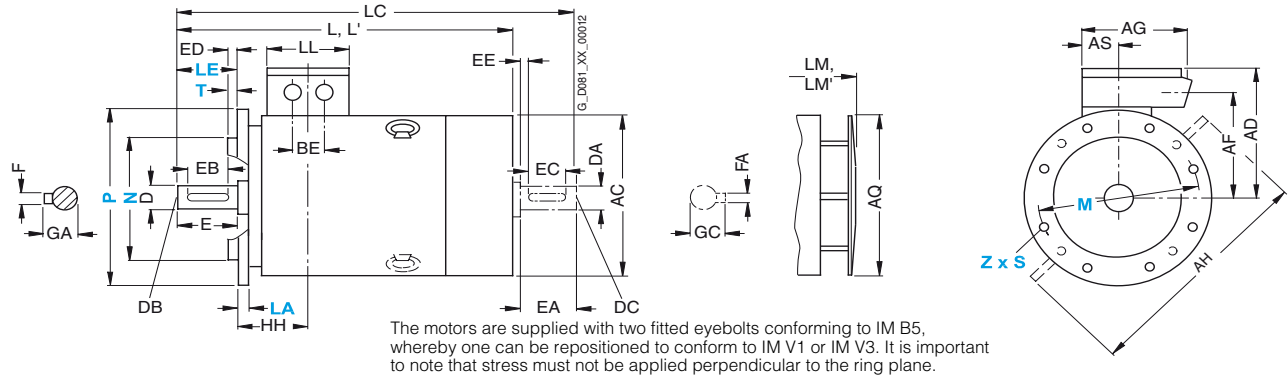 LC
L, L'
ED
LL
EE
G_D081_XX_00012
LM,
LM'
AG
AS
LE
T
BE
DA
AD
AF
F
EB
EC
FA
P
N
D
AC
AQ
M
GA
E
GC
Z x S
AH
DB
LA
HH
EA
DC
The motors are supplied with two fitted eyebolts conforming to IM B5,
whereby one can be repositioned to conform to IM V1 or IM V3. It is important
to note that stress must not be applied perpendicular to the ring plane.